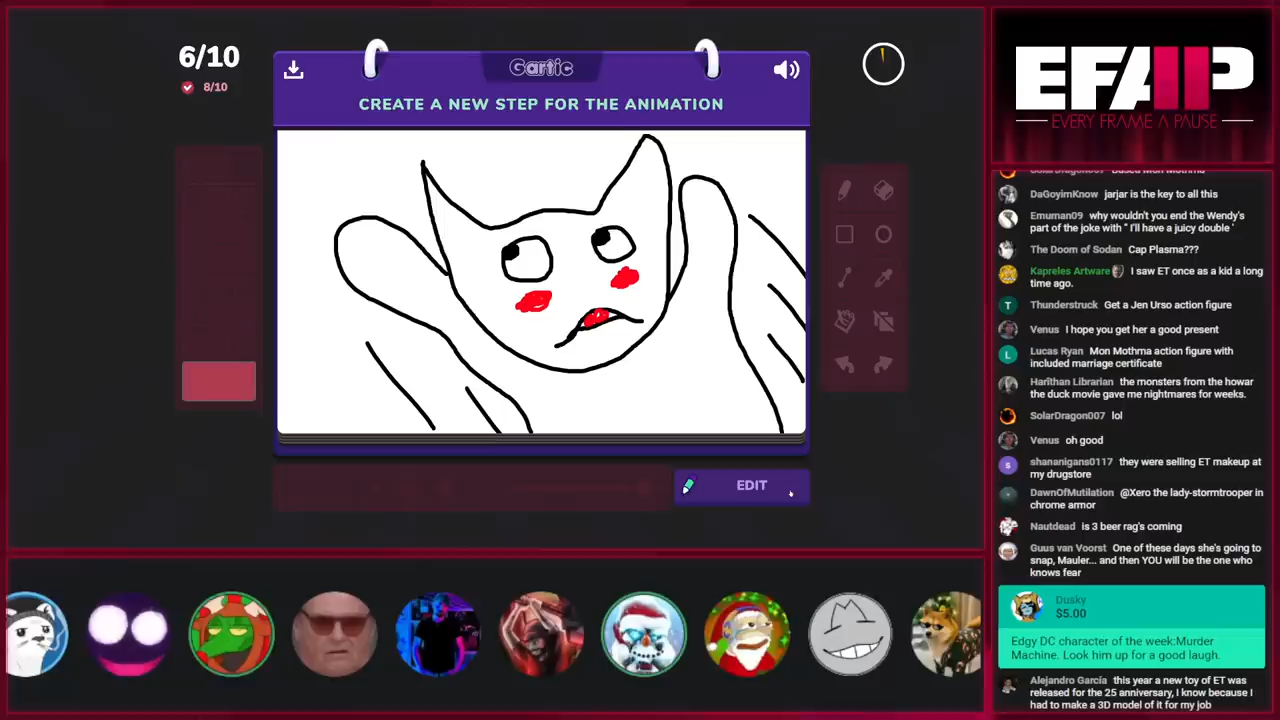 6/10
8/10
Gartic
CREATE A NEW STEP FOR THE ANIMATION
EDIT
EFAP
EVERY FRAME A PAUSE
DaGoyimKnow jarjar is the key to all this
Emuman09 why wouldn't you end the Wendy's
part of the joke with " I'll have a juicy double '
The Doom of Sodan Cap Plasma???
Kapreles Artware I saw ET once as a kid a long
time ago.
T
Thunderstruck Get a Jen Urso action figure
Venus I hope you get her a good present
L
Lucas Ryan Mon Mothma action figure with
included marriage certificate
Harithan Librarian the monsters from the howar
the duck movie gave me nightmares for weeks.
SolarDragon007 lol
Venus oh good
s
shananigans0117 they were selling ET makeup at
my drugstore
DawnOfMutilation @Xero the lady-stormtrooper in
chrome armor
Nautdead is 3 beer rag's coming
Guus van Voorst One of these days she's going to
snap, Mauler... and then YOU will be the one who
knows fear
Dusky
$5.00
Edgy DC character of the week:Murder
Machine. Look him up for a good laugh.
Alejandro García this year a new toy of ET was
released for the 25 anniversary, I know because I
had to make a 3D model of it for my job